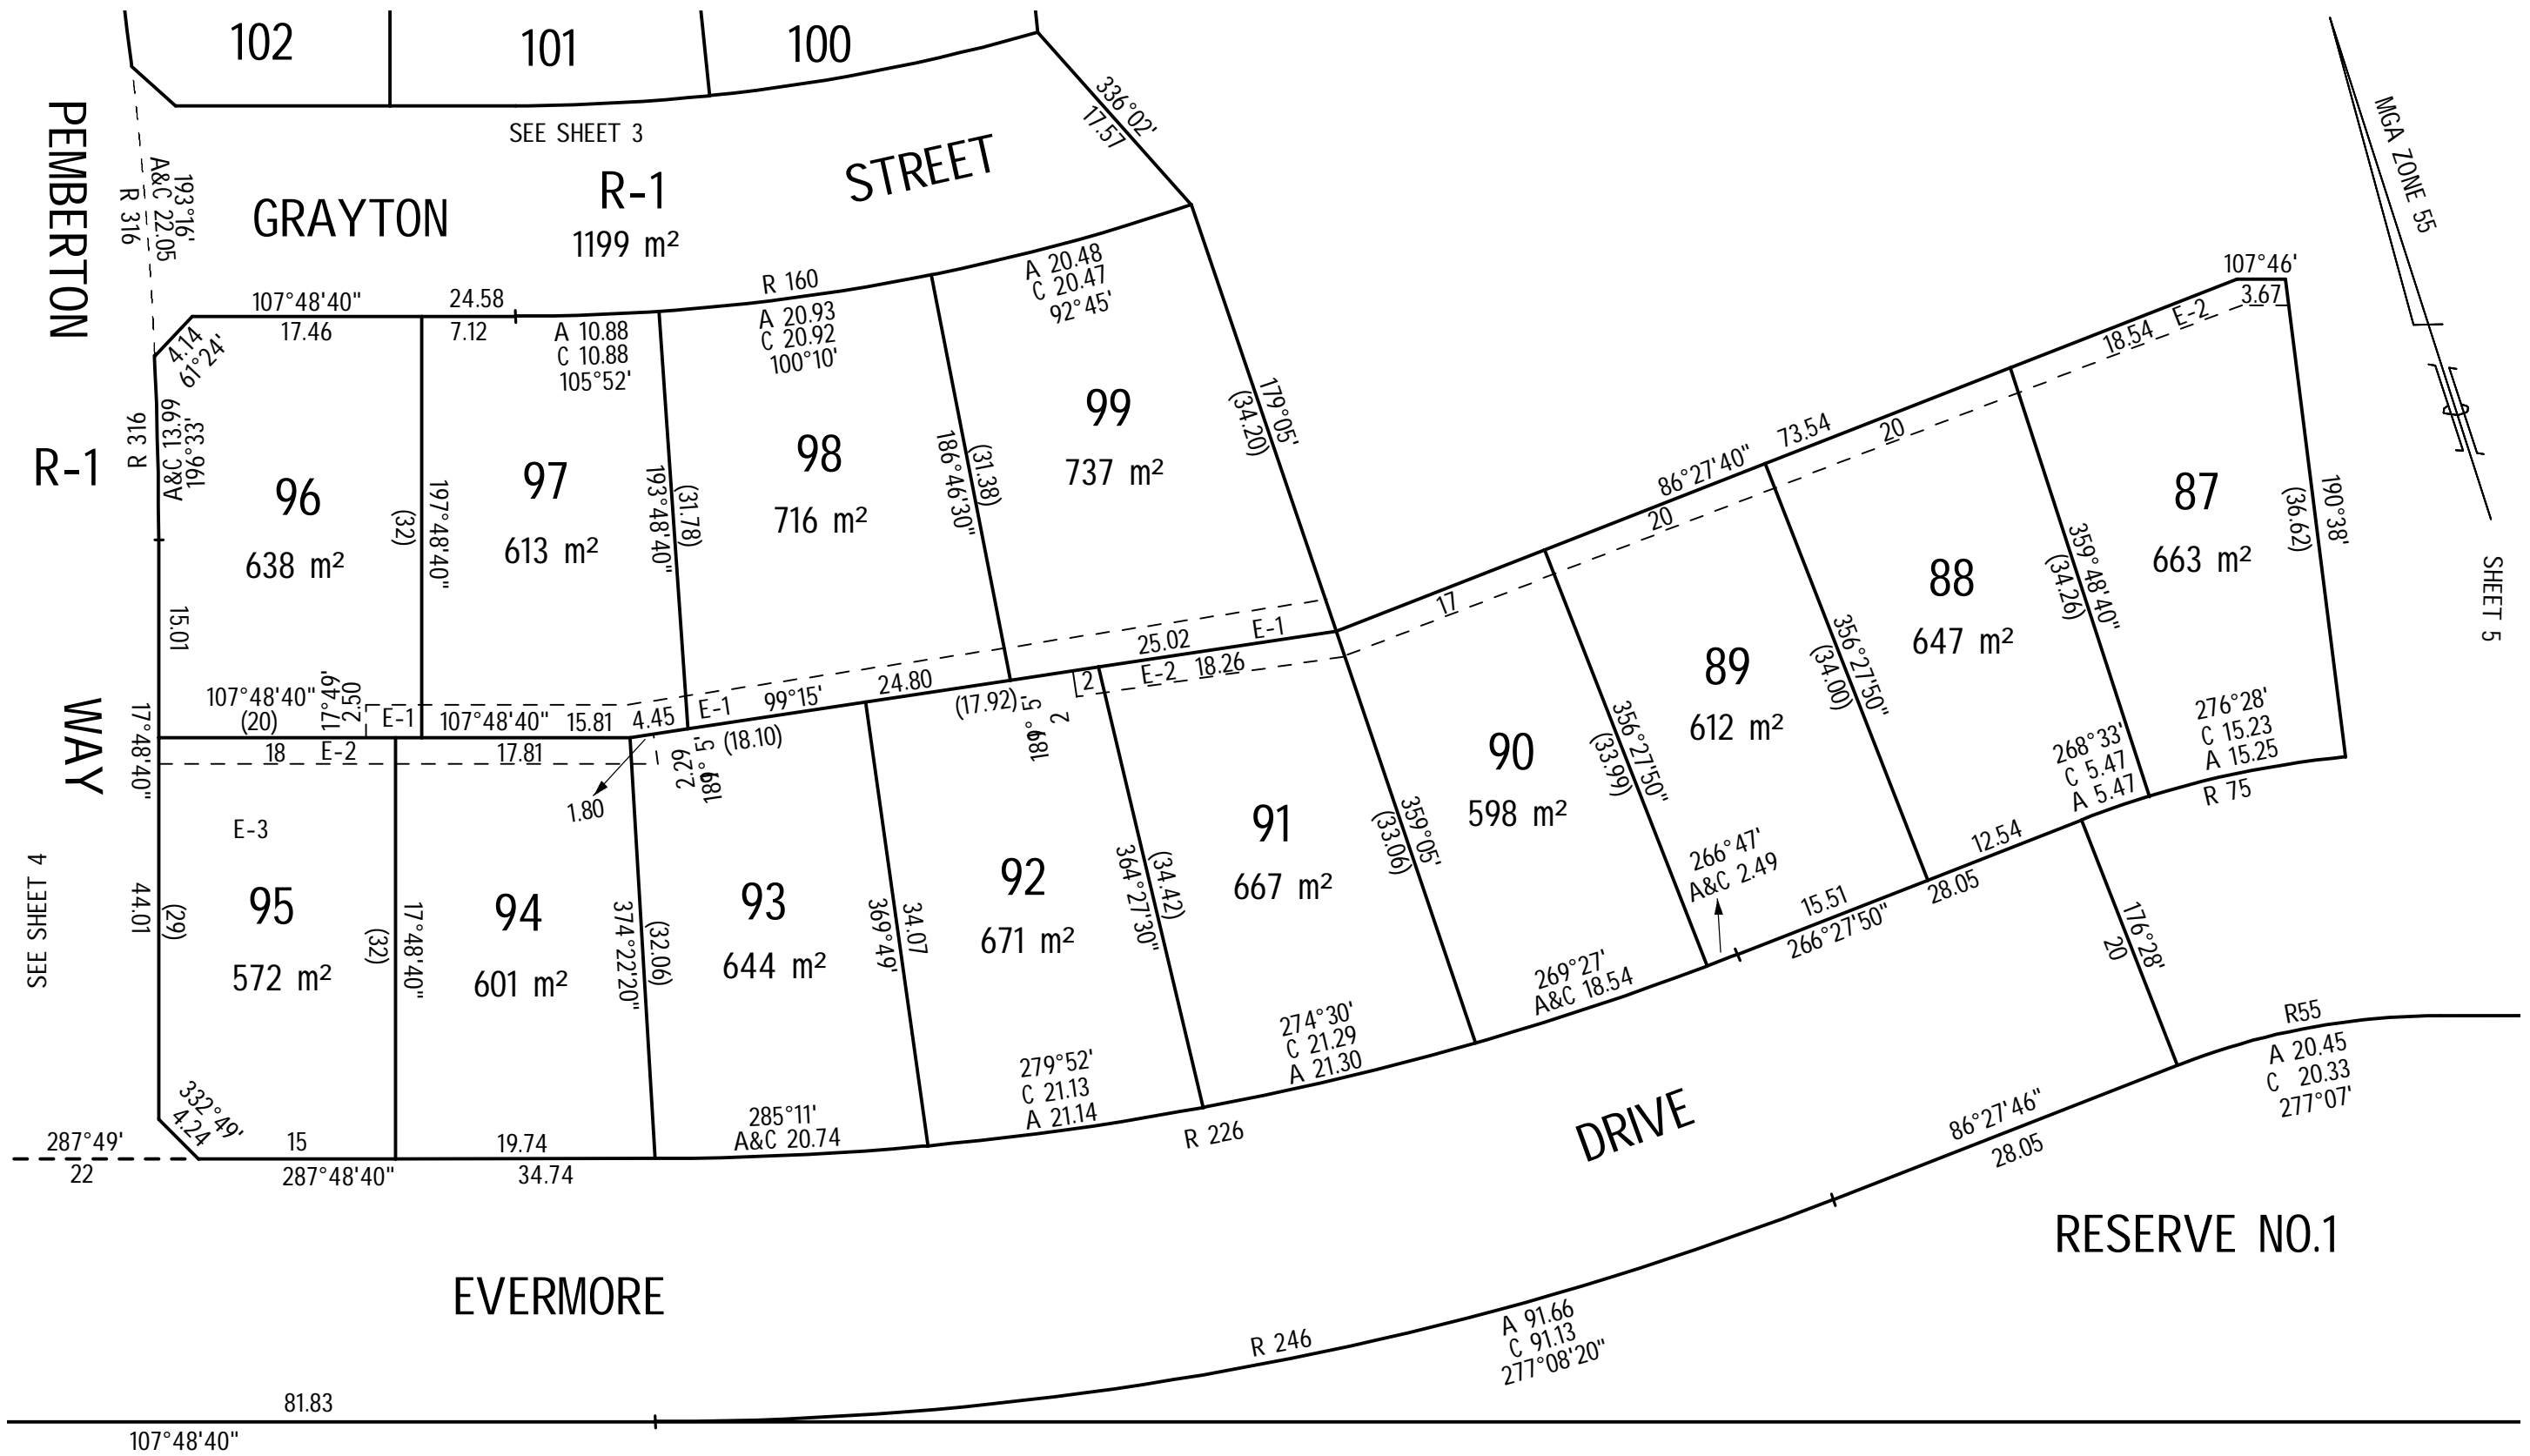 102
101
100
336°02'
17.57
SEE SHEET 3
PEMBERTON
WAY
193°16'
A&C 22.05
R 316
GRAYTON
STREET
R-1
1199 m²
MGA ZONE 55
SHEET 5
107°48'40"
24.58
17.46
7.12
4.14
61°24'
R 160
A 10.88
C 10.88
105°52'
A 20.93
C 20.92
100°10'
A 20.48
C 20.47
92°45'
R-1
R 316
A&C 13.99
196°33'
96
638 m²
(32)
197°48'40"
97
613 m²
193°48'40"
(31.78)
98
716 m²
186°46'30"
(31.38)
99
737 m²
179°05'
(34.20)
15.01
107°48'40"
(20)
17°49'
2.50
E-1
107°48'40"
15.81
4.45
E-1
99°15'
24.80
25.02
E-1
18
E-2
17.81
1.80
2.29
189°15'
(18.10)
(17.92)
189°15'
2
2
E-2
18.26
17
86°27'40"
73.54
20
20
18.54
E-2
107°46'
3.67
17°48'40"
44.01
(29)
SEE SHEET 4
E-3
95
572 m²
(32)
17°48'40"
94
601 m²
374°22'20"
(32.06)
93
644 m²
369°49'
34.07
92
671 m²
364°27'30"
(34.42)
91
667 m²
359°05'
(33.06)
90
598 m²
356°27'50"
(33.99)
89
612 m²
356°27'50"
(34.00)
88
647 m²
359°48'40"
(34.26)
87
663 m²
190°38'
(36.62)
332°49'
4.24
287°49'
22
15
287°48'40"
19.74
34.74
285°11'
A&C 20.74
279°52'
C 21.13
A 21.14
274°30'
C 21.29
A 21.30
269°27'
A&C 18.54
266°47'
A&C 2.49
15.51
266°27'50"
28.05
12.54
268°33'
C 5.47
A 5.47
276°28'
C 15.23
A 15.25
R 75
R 226
176°28'
20
R55
A 20.45
C 20.33
277°07'
86°27'46"
28.05
EVERMORE
DRIVE
RESERVE NO.1
R 246
A 91.66
C 91.13
277°08'20"
81.83
107°48'40"